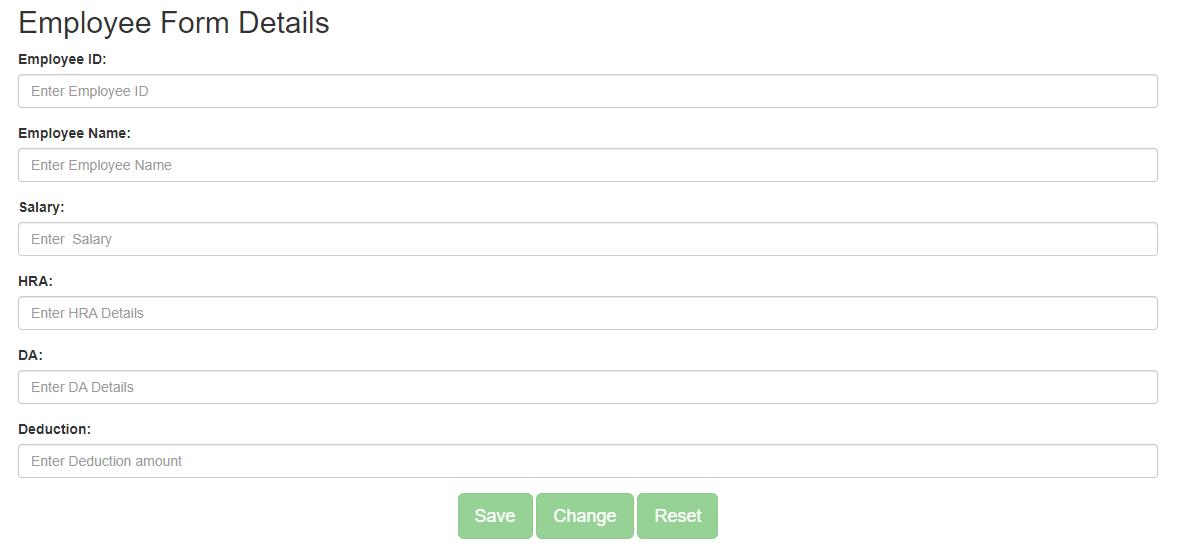 Employee Form Details
Employee ID:
Enter Employee ID
Employee Name:
Enter Employee Name
Salary:
Enter  Salary
HRA:
Enter HRA Details
DA:
Enter DA Details
Deduction:
Enter Deduction amount
Save Change Reset